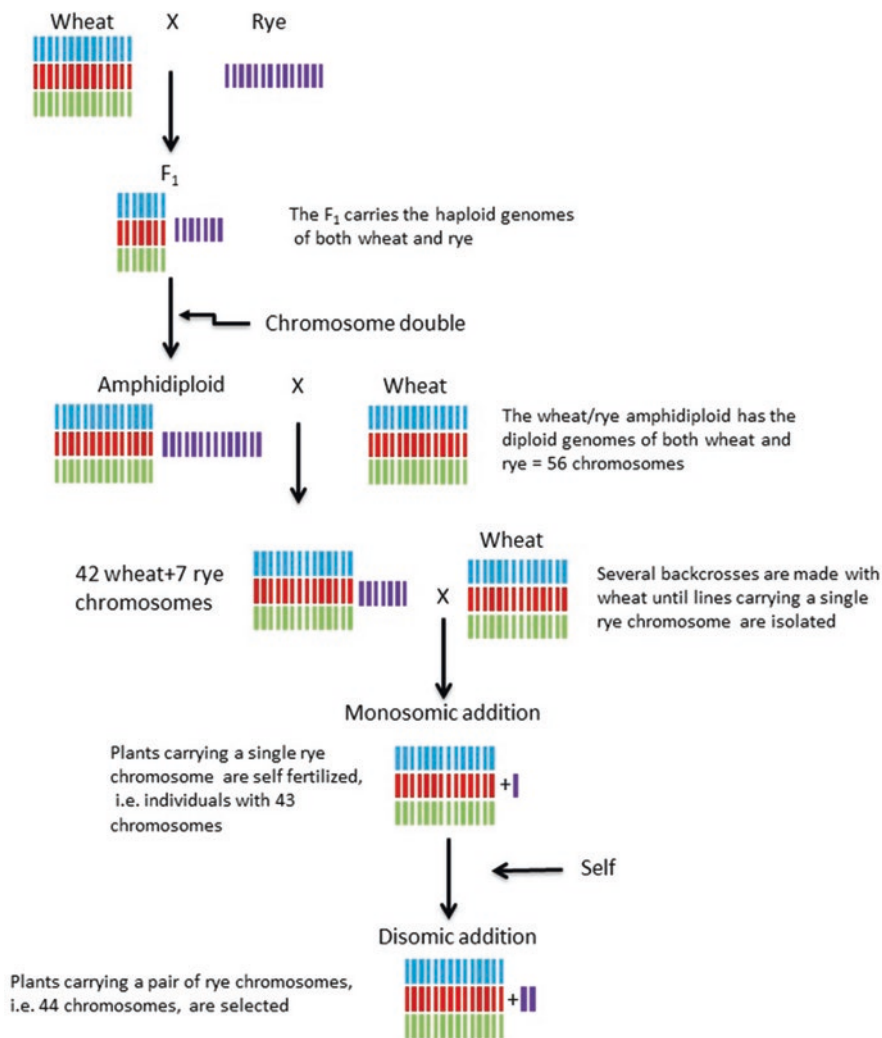 Wheat X Rye
F₁
The F₁ carries the haploid genomes
of both wheat and rye
Chromosome double
Amphidiploid X Wheat
The wheat/rye amphidiploid has the
diploid genomes of both wheat and
rye = 56 chromosomes
Wheat
42 wheat+7 rye
chromosomes
X
Several backcrosses are made with
wheat until lines carrying a single
rye chromosome are isolated
Monosomic addition
Plants carrying a single rye
chromosome are self fertilized,
i.e. individuals with 43
chromosomes
+
Self
Disomic addition
Plants carrying a pair of rye chromosomes,
i.e. 44 chromosomes, are selected
+